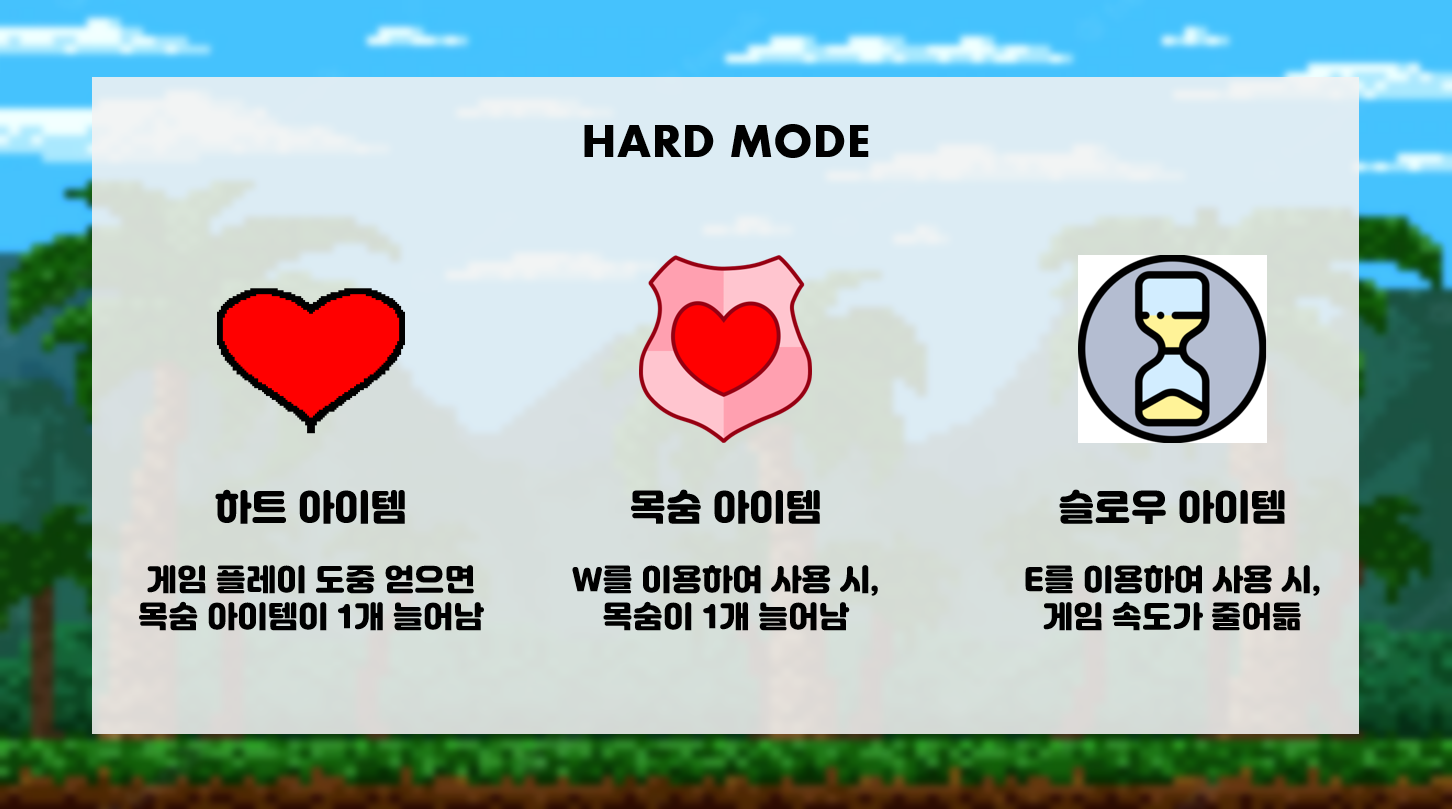 HARD MODE
하트 아이템
게임 플레이 도중 얻으면
목숨 아이템이 1개 늘어남
목숨 아이템
W를 이용하여 사용 시,
목숨이 1개 늘어남
슬로우 아이템
E를 이용하여 사용 시,
게임 속도가 줄어듦